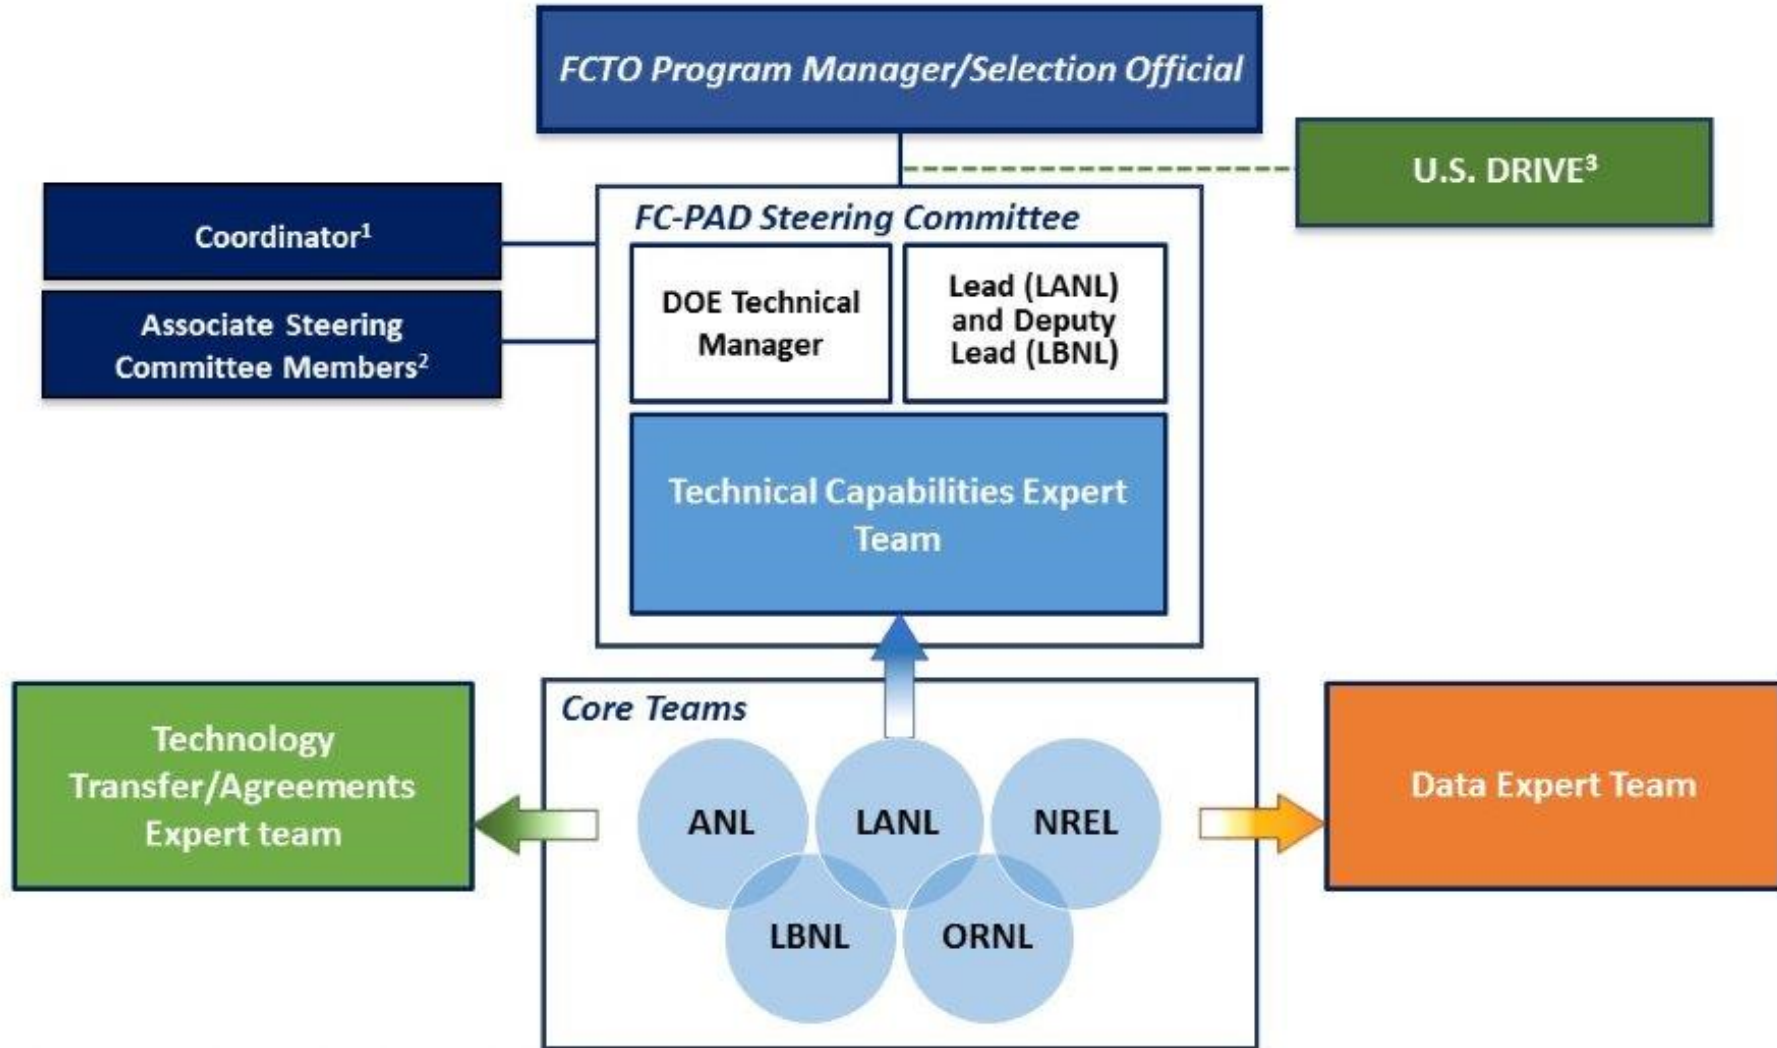 FCTO Program Manager/Selection Official
U.S. DRIVE³
Coordinator¹
Associate Steering
Committee Members²
FC-PAD Steering Committee
DOE Technical
Manager
Lead (LANL)
and Deputy
Lead (LBNL)
Technical Capabilities Expert
Team
Technology
Transfer/Agreements
Expert team
Core Teams
ANL
LANL
NREL
LBNL
ORNL
Data Expert Team